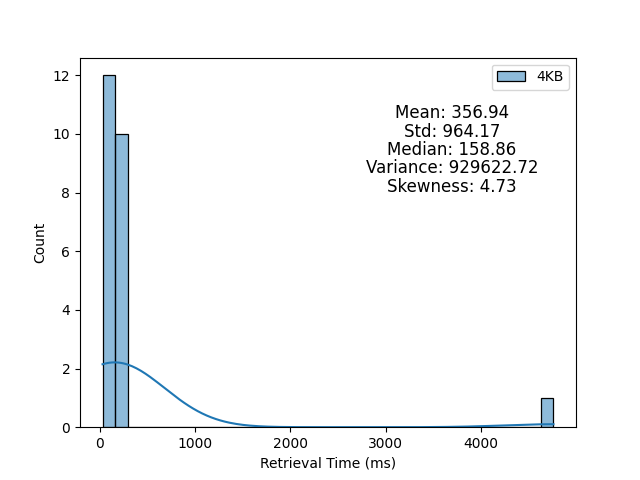 4KB
Mean: 356.94
Std: 964.17
Median: 158.86
Variance: 929622.72
Skewness: 4.73
12
10
8
6
4
2
0
Count
0 1000 2000 3000 4000
Retrieval Time (ms)